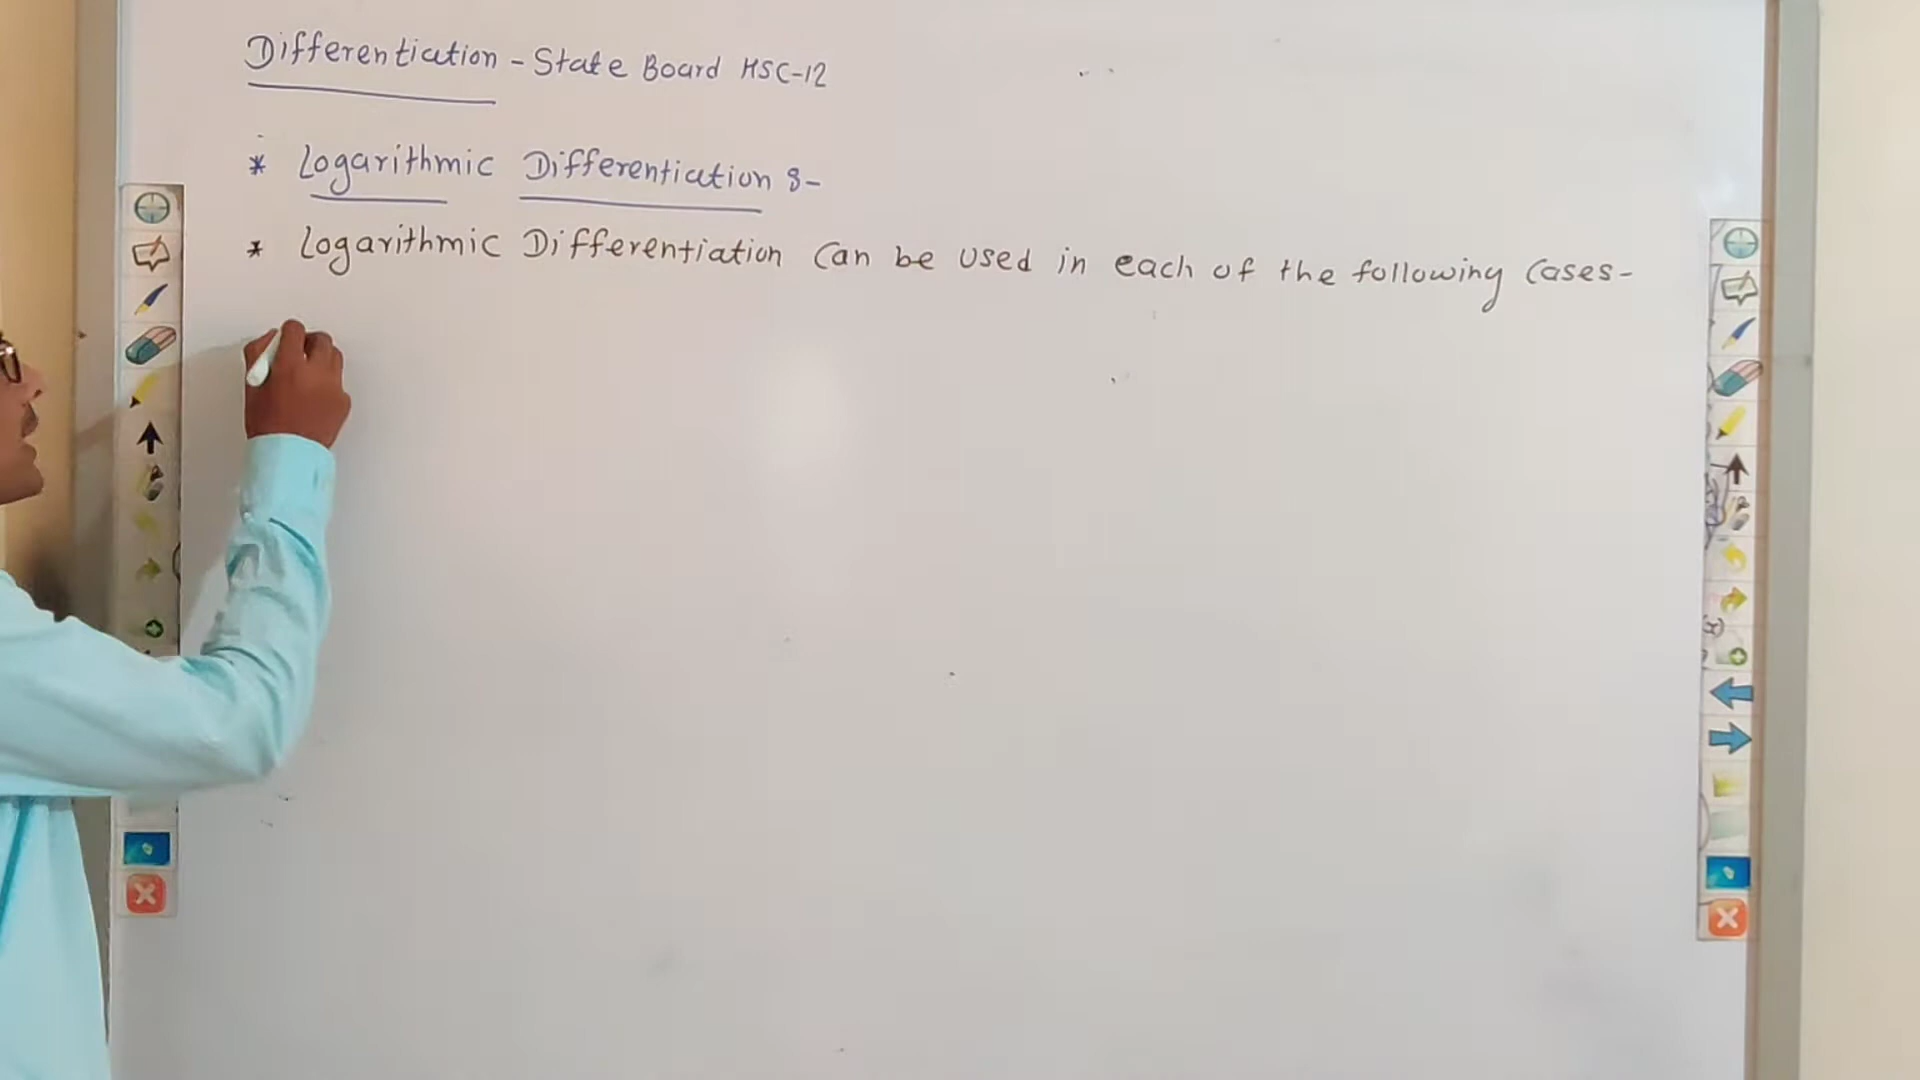 Differentiation - State Board HSC-12
* Logarithmic Differentiation :-
* Logarithmic Differentiation Can be used in each of the following Cases-